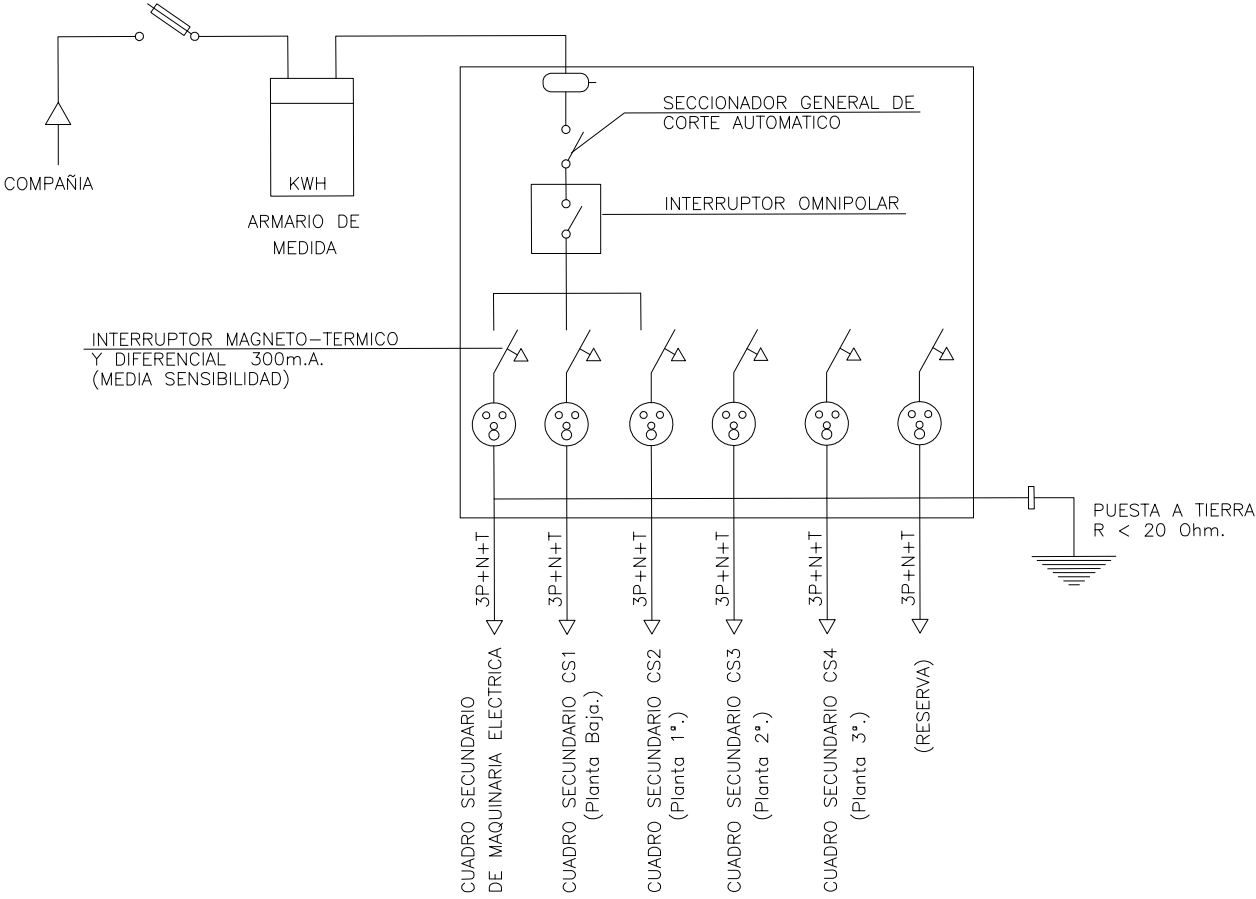 SECCIONADOR GENERAL DE
CORTE AUTOMATICO
COMPAÑIA
KWH
INTERRUPTOR OMNIPOLAR
ARMARIO DE
MEDIDA
INTERRUPTOR MAGNETO-TERMICO
Y DIFERENCIAL 300m.A.
(MEDIA SENSIBILIDAD)
PUESTA A TIERRA
R < 20 Ohm.
3P+N+T
3P+N+T
3P+N+T
3P+N+T
3P+N+T
3P+N+T
CUADRO SECUNDARIO
DE MAQUINARIA ELECTRICA
CUADRO SECUNDARIO CS1
(Planta Baja.)
CUADRO SECUNDARIO CS2
(Planta 1ª.)
CUADRO SECUNDARIO CS3
(Planta 2ª.)
CUADRO SECUNDARIO CS4
(Planta 3ª.)
(RESERVA)